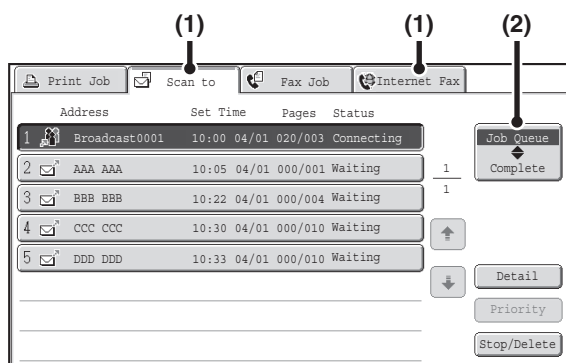 (1) (1) (2)
Print Job Scan to Fax Job Internet Fax
Address Set Time Pages Status
1 Broadcast0001 10:00 04/01 020/003 Connecting
Job Queue
2 AAA AAA 10:05 04/01 000/001 Waiting
1
Complete
3 BBB BBB 10:22 04/01 000/004 Waiting
1
4 CCC CCC 10:30 04/01 000/010 Waiting
5 DDD DDD 10:33 04/01 000/010 Waiting
Detail
Priority
Stop/Delete